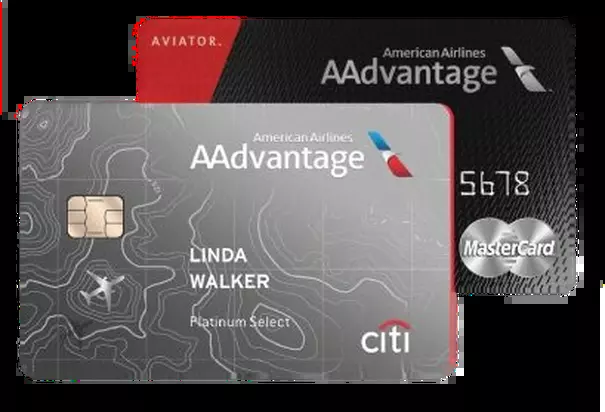 AVIATOR.
American Airlines
AAdvantage
5678
MasterCard
American Airlines
AAdvantage
LINDA
WALKER
Platinum Select
citi